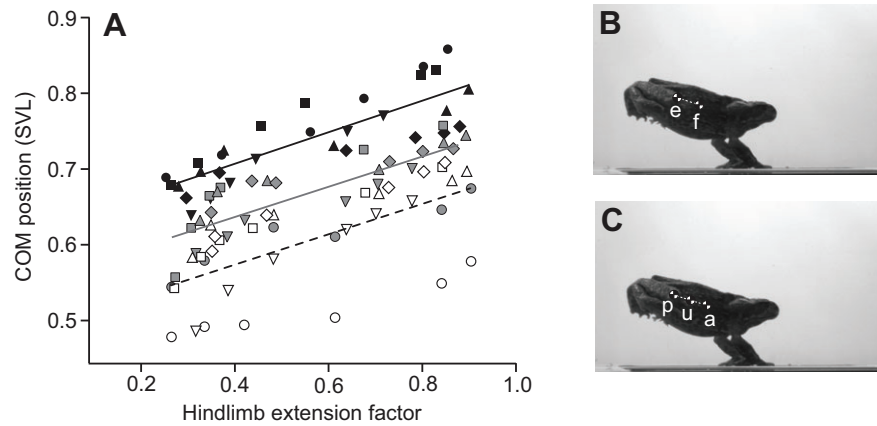 A
0.9
0.8
0.7
0.6
0.5
COM position (SVL)
0.2 0.4 0.6 0.8 1.0
Hindlimb extension factor
B
e
f
C
p u a